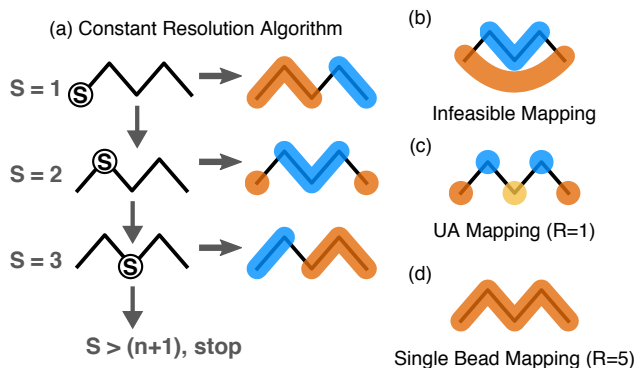 (a) Constant Resolution Algorithm
S = 1
S
S = 2
S
S = 3
S
S > (n+1), stop
(b)
Infeasible Mapping
(c)
UA Mapping (R=1)
(d)
Single Bead Mapping (R=5)